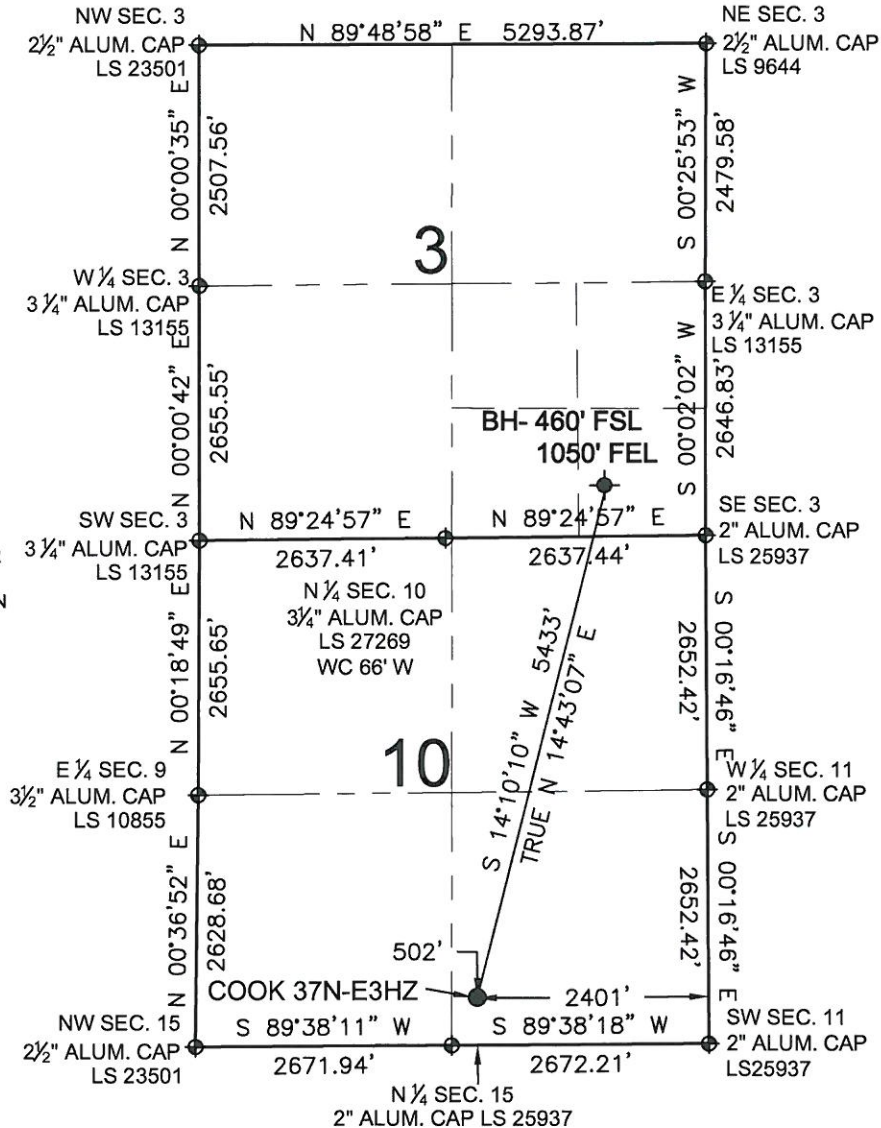 NW SEC. 3
2½" ALUM. CAP
LS 23501
N 89°48'58" E 5293.87'
NE SEC. 3
2½" ALUM. CAP
LS 9644
N 00°00'35" E
2507.56'
S 00°25'53" W
2479.58'
3
W ¼ SEC. 3
3 ¼" ALUM. CAP
LS 13155
E ¼ SEC. 3
3 ¼" ALUM. CAP
LS 13155
N 00°00'42" E
2655.55'
S 00°20'02" W
2646.83'
BH- 460' FSL
1050' FEL
SW SEC. 3
3 ¼" ALUM. CAP
LS 13155
N 89°24'57" E
2637.41'
N 89°24'57" E
2637.44'
SE SEC. 3
2" ALUM. CAP
LS 25937
N ¼ SEC. 10
3¼" ALUM. CAP
LS 27269
WC 66' W
N 00°18'49" E
2655.65'
S 14°10'10" W 5433'
TRUE N 14°43'07" E
2652.42'
S 00°16'46" E
10
E ¼ SEC. 9
3½" ALUM. CAP
LS 10855
W ¼ SEC. 11
2" ALUM. CAP
LS 25937
N 00°36'52" E
2628.68'
2652.42'
S 00°16'46" E
502'
COOK 37N-E3HZ
2401'
NW SEC. 15
2½" ALUM. CAP
LS 23501
S 89°38'11" W
2671.94'
S 89°38'18" W
2672.21'
SW SEC. 11
2" ALUM. CAP
LS25937
N ¼ SEC. 15
2" ALUM. CAP LS 25937